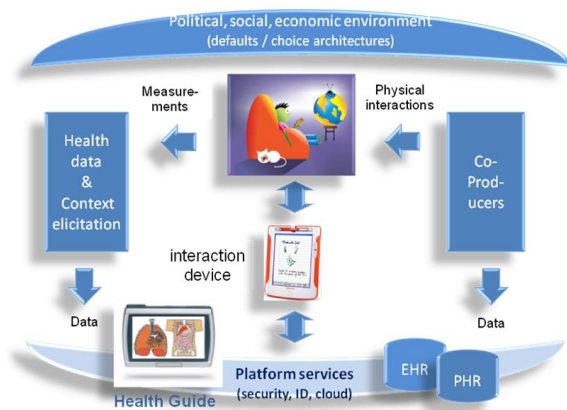 Political, social, economic environment
(defaults / choice architectures)
Measure-
ments
Physical
interactions
Health
data
&
Context
elicitation
Co-
Prod-
ucers
interaction
device
Data
Data
Platform services
(security, ID, cloud)
EHR
PHR
Health Guide